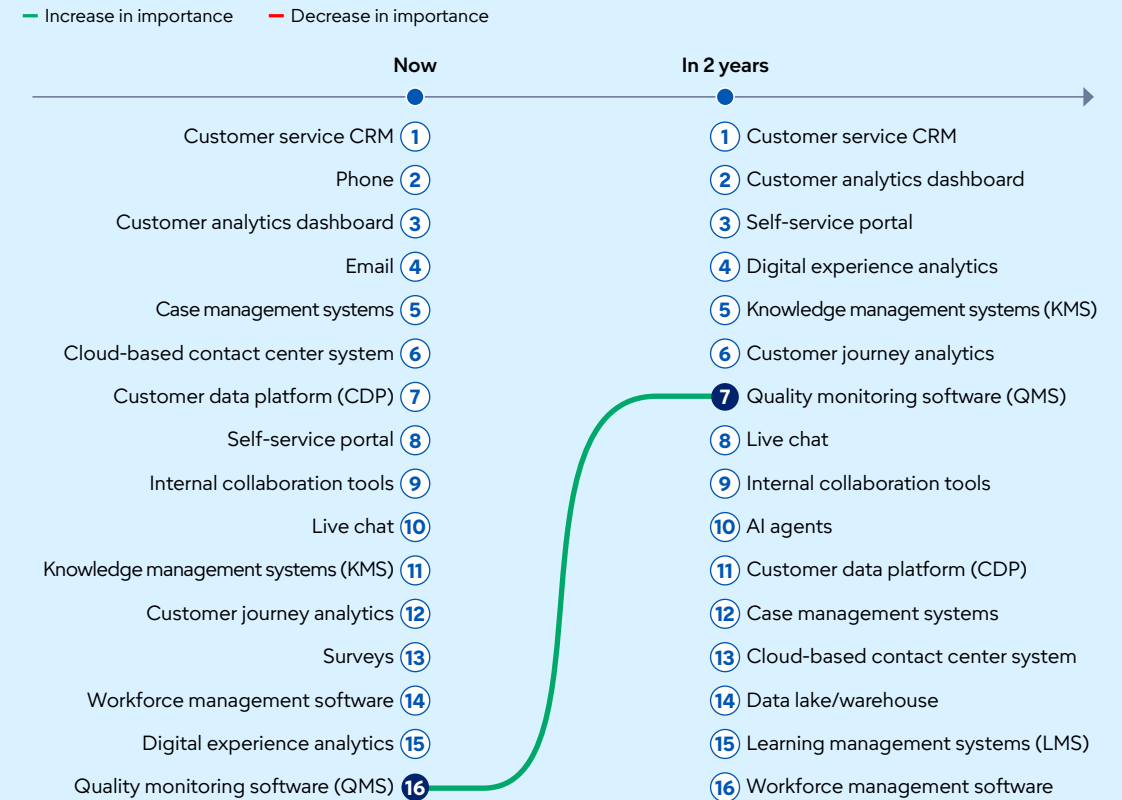 Increase in importance Decrease in importance
Now In 2 years
Customer service CRM 1 1 Customer service CRM
Phone 2 2 Customer analytics dashboard
Customer analytics dashboard 3 3 Self-service portal
Email 4 4 Digital experience analytics
Case management systems 5 5 Knowledge management systems (KMS)
Cloud-based contact center system 6 6 Customer journey analytics
Customer data platform (CDP) 7 7 Quality monitoring software (QMS)
Self-service portal 8 8 Live chat
Internal collaboration tools 9 9 Internal collaboration tools
Live chat 10 10 AI agents
Knowledge management systems (KMS) 11 11 Customer data platform (CDP)
Customer journey analytics 12 12 Case management systems
Surveys 13 13 Cloud-based contact center system
Workforce management software 14 14 Data lake/warehouse
Digital experience analytics 15 15 Learning management systems (LMS)
Quality monitoring software (QMS) 16 16 Workforce management software